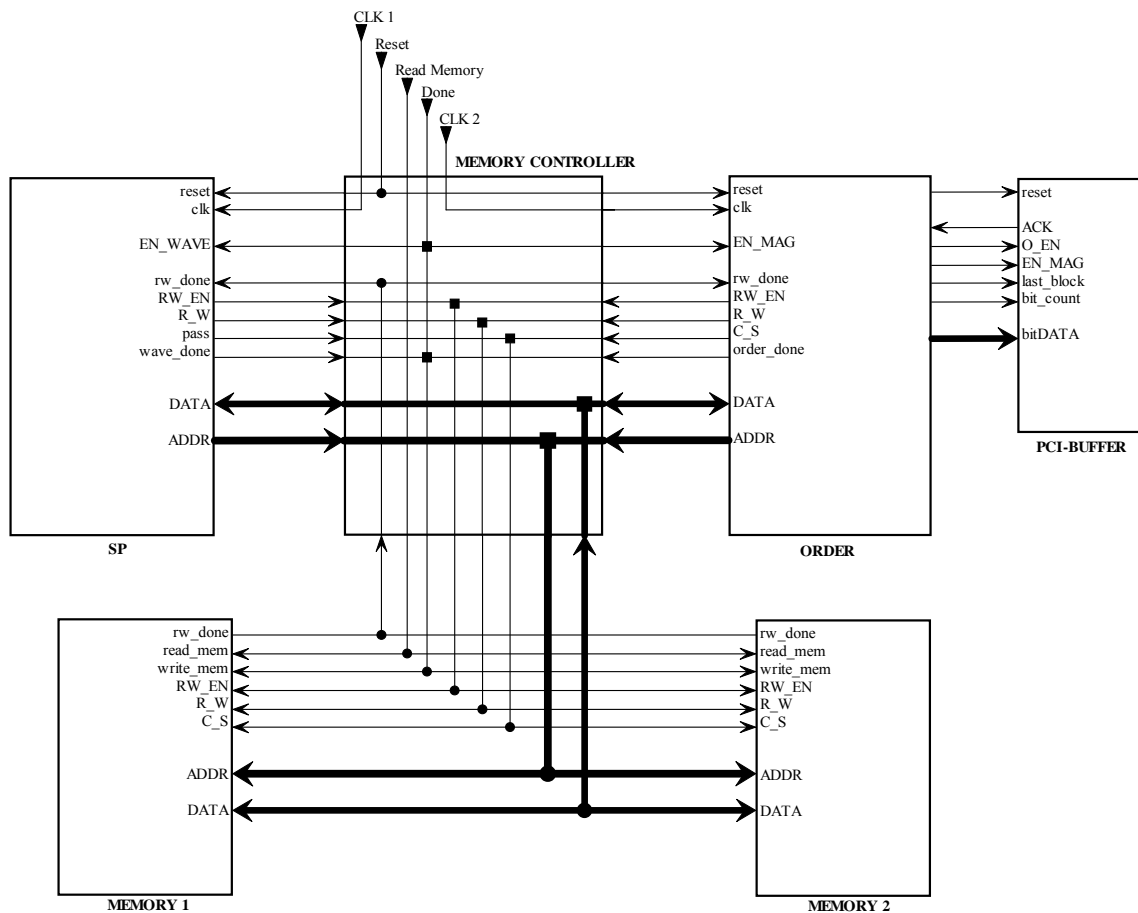 CLK 1
Reset
Read Memory
Done
CLK 2
MEMORY CONTROLLER
reset
clk
EN_WAVE
rw_done
RW_EN
R_W
pass
wave_done
DATA
ADDR
SP
reset
clk
EN_MAG
rw_done
RW_EN
R_W
C_S
order_done
DATA
ADDR
ORDER
reset
ACK
O_EN
EN_MAG
last_block
bit_count
bitDATA
PCI-BUFFER
rw_done
read_mem
write_mem
RW_EN
R_W
C_S
ADDR
DATA
MEMORY 1
rw_done
read_mem
write_mem
RW_EN
R_W
C_S
ADDR
DATA
MEMORY 2